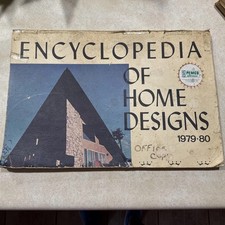 ENCYCLOPEDIA
OF
HOME
DESIGNS
1979-80
OFFICE
Copy